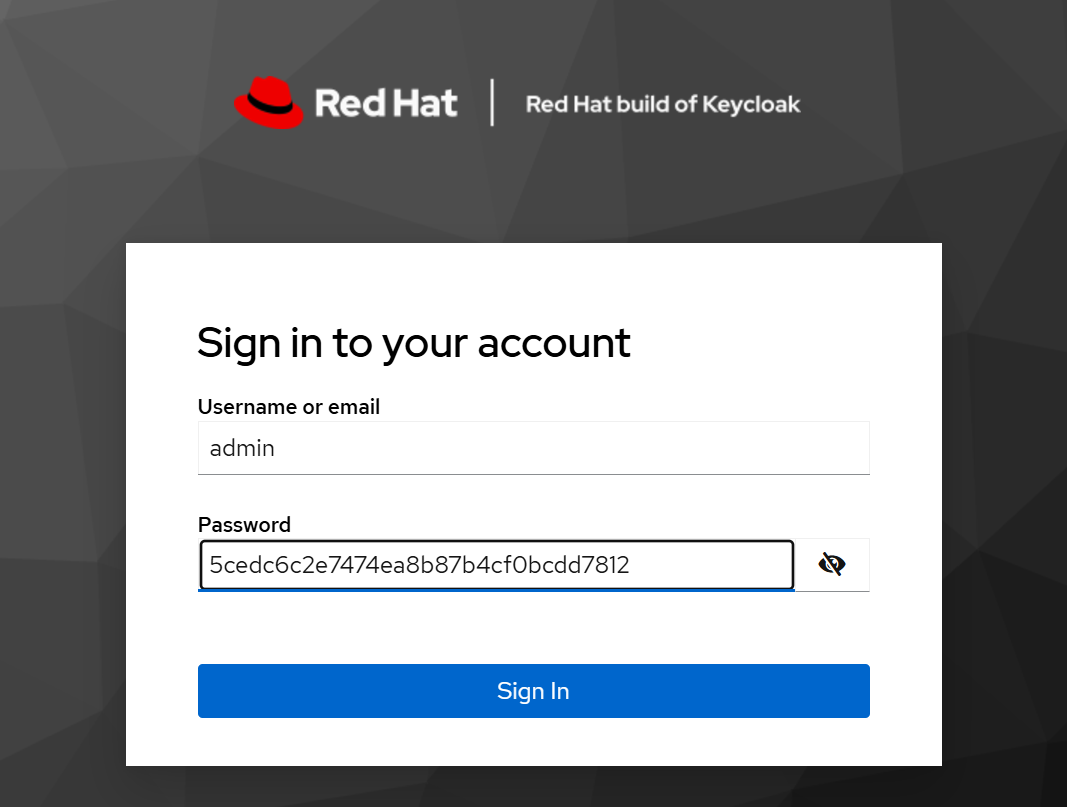 Red Hat | Red Hat build of Keycloak
Sign in to your account
Username or email
admin
Password
5cedc6c2e7474ea8b87b4cf0bcdd7812
Sign In